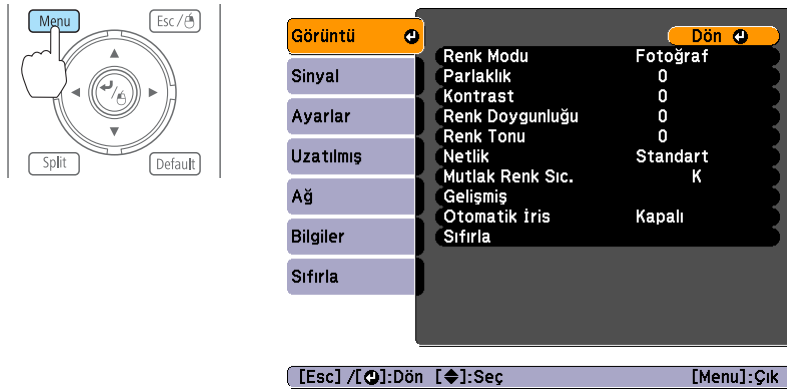 Menu
Esc /
Split
Default
Görüntü
Sinyal
Ayarlar
Uzatılmış
Ağ
Bilgiler
Sıfırla
Dön
Renk Modu Fotoğraf
Parlaklık 0
Kontrast 0
Renk Doygunluğu 0
Renk Tonu 0
Netlik Standart
Mutlak Renk Sıc. K
Gelişmiş
Otomatik İris Kapalı
Sıfırla
[Esc] /[ ]:Dön [ ]:Seç [Menu]:Çık